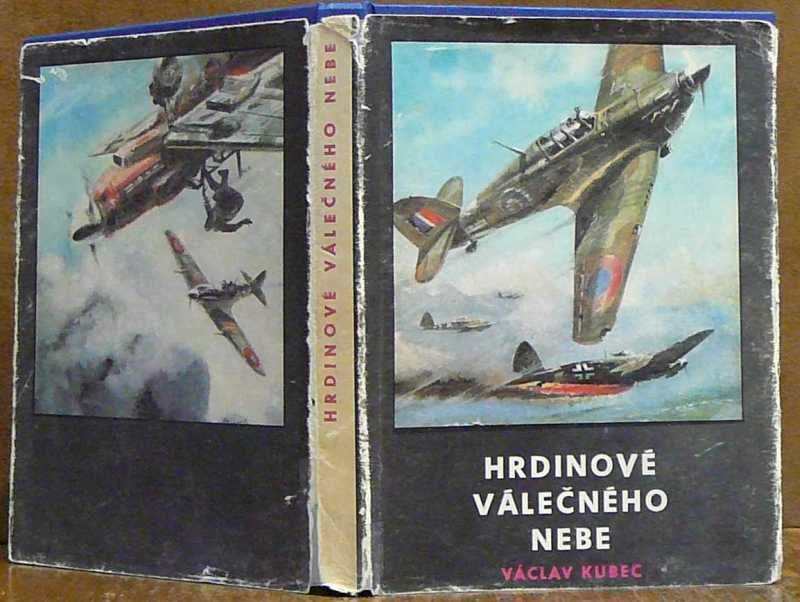 HRDINOVÉ VÁLEČNÉHO NEBE
HRDINOVÉ
VÁLEČNÉHO
NEBE
VÁCLAV KUBEC